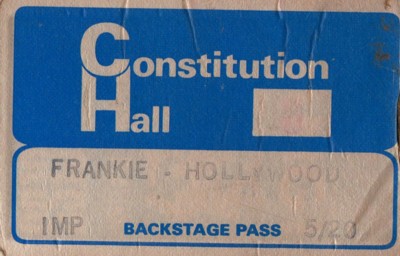 Constitution
Hall
FRANKIE - HOLLYWOOD
IMP BACKSTAGE PASS 5/20